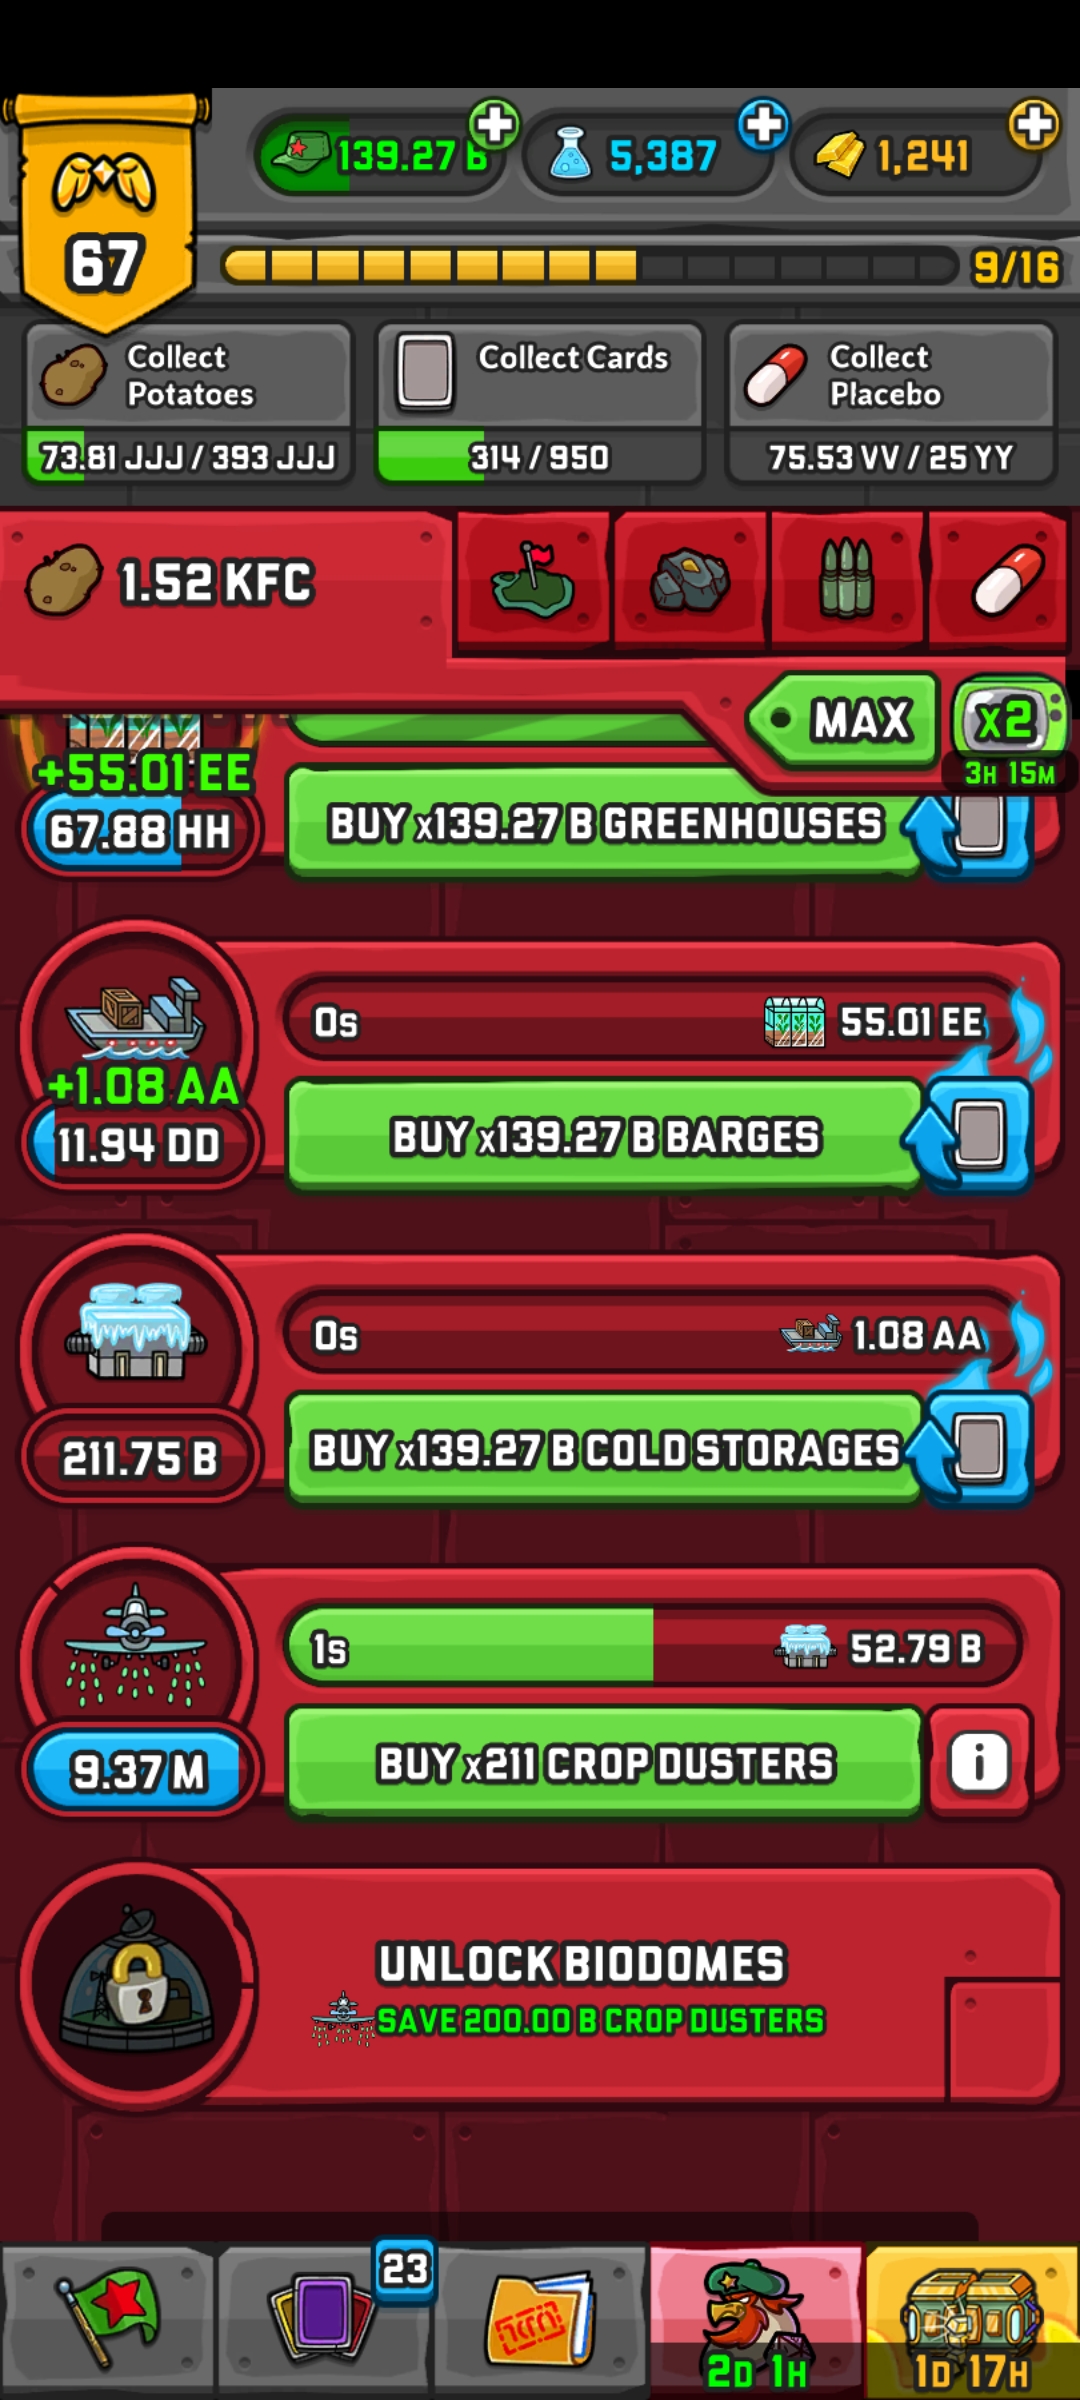 139.27 B
5,387
1,241
67
9/16
Collect
Potatoes
73.81 JJJ / 393 JJJ
Collect Cards
314 / 950
Collect
Placebo
75.53 VV / 25 YY
1.52 KFC
MAX
x2
3H 15M
+55.01 EE
67.88 HH
BUY x139.27 B GREENHOUSES
0s
55.01 EE
+1.08 AA
11.94 DD
BUY x139.27 B BARGES
0s
1.08 AA
211.75 B
BUY x139.27 B COLD STORAGES
1s
52.79 B
9.37 M
BUY x211 CROP DUSTERS
i
UNLOCK BIODOMES
SAVE 200.00 B CROP DUSTERS
23
2D 1H
1D 17H